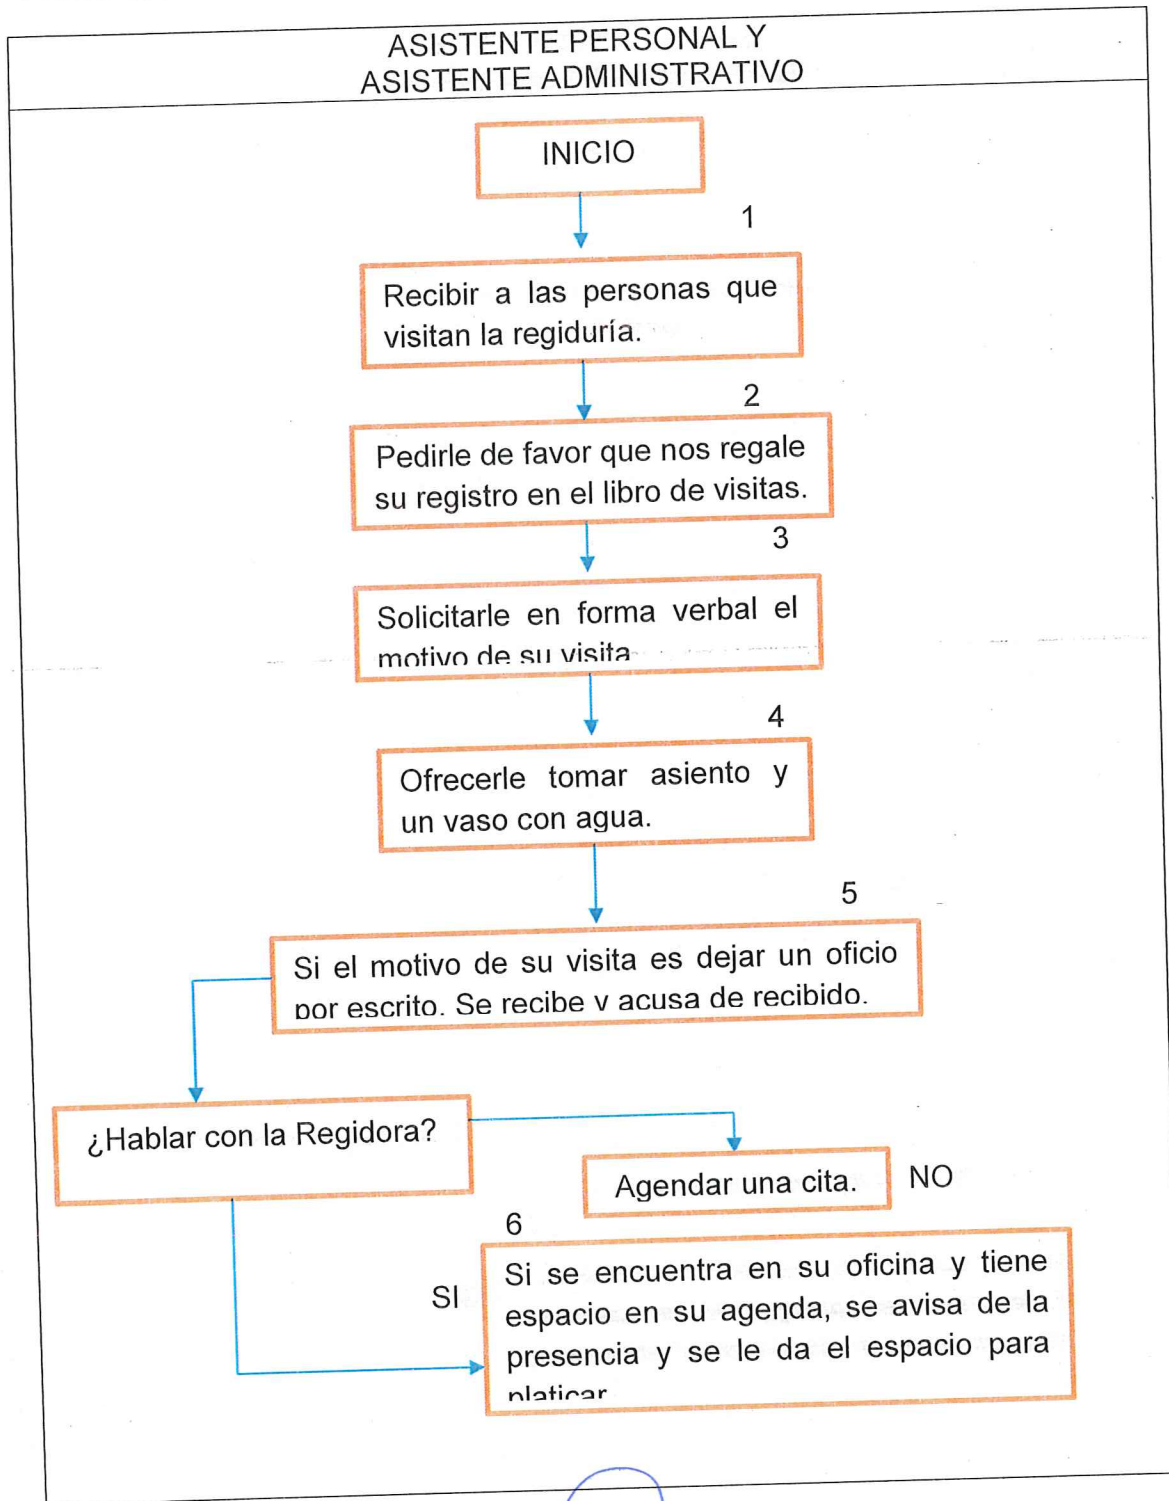 ASISTENTE PERSONAL Y
ASISTENTE ADMINISTRATIVO
INICIO
1
Recibir a las personas que
visitan la regiduría.
2
Pedirle de favor que nos regale
su registro en el libro de visitas.
3
Solicitarle en forma verbal el
motivo de su visita
4
Ofrecerle tomar asiento y
un vaso con agua.
5
Si el motivo de su visita es dejar un oficio
por escrito. Se recibe y acusa de recibido.
¿Hablar con la Regidora?
Agendar una cita.
NO
6
SI
Si se encuentra en su oficina y tiene
espacio en su agenda, se avisa de la
presencia y se le da el espacio para
platicar